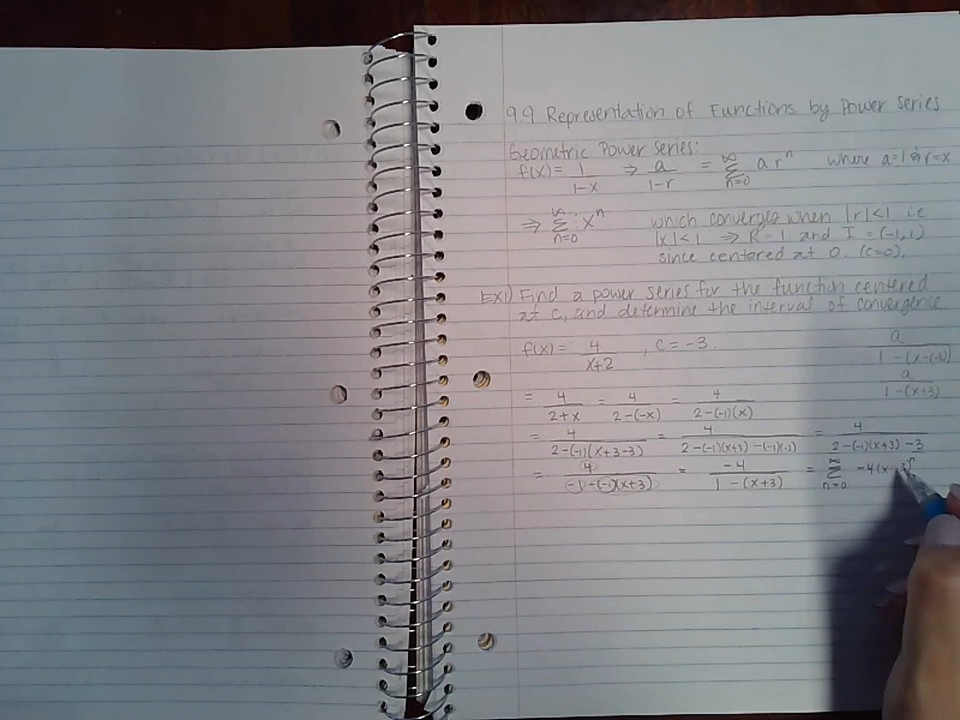 9.9 Representation of Functions by Power Series
Geometric Power Series:
f(x) = 1/(1-x) ⇒ a/(1-r) = ∞Σn=0 a r^n where a=1 & r=x
⇒ ∞Σn=0 x^n which converges when |r|<1 i.e
|x|<1 ⇒ R=1 and I = (-1,1)
since centered at 0. (c=0).
EX1) Find a power series for the function centered
at c, and determine the interval of convergence
f(x) = 4/(x+2) , c = -3.
a/(1-(x-(-3))
a/(1-(x+3))
= 4/(2+x) = 4/(2-(-x)) = 4/(2-(-1)(x))
= 4/(2-(-1)(x+3-3)) = 4/(2-(-1)(x+3)-(-1)(-3)) = 4/(2-(-1)(x+3)-3)
= 4/(-1-(-1)(x+3)) = -4/(1-(x+3)) = ∞Σn=0 -4(x 3)^n